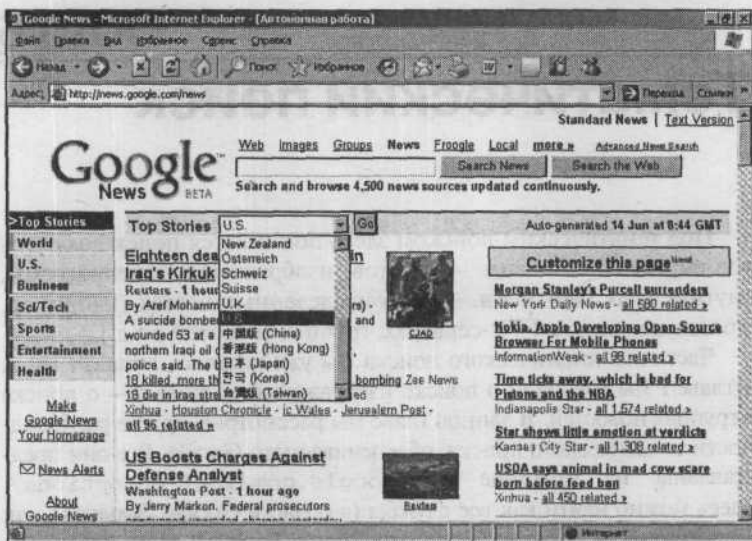 Google News - Microsoft Internet Explorer - [Автономная работа]
Файл Правка Вид Избранное Сервис Справка
Назад Поиск Избранное
Адрес: http://news.google.com/news Переход Ссылки »
Standard News | Text Version
Web Images Groups News Froogle Local more » Advanced News Search
Google™
News BETA
Search News Search the Web
Search and browse 4,500 news sources updated continuously.
>Top Stories
World
U.S.
Business
Sci/Tech
Sports
Entertainment
Health
Make
Google News
Your Homepage
News Alerts
About
Google News
Top Stories U.S. Go Auto-generated 14 Jun at 8:44 GMT
New Zealand
Österreich
Schweiz
Suisse
U.K.
U.S.
中国版 (China)
香港版 (Hong Kong)
日本 (Japan)
한국 (Korea)
台灣版 (Taiwan)
Eighteen dea in
Iraq's Kirkuk
Reuters - 1 hour
By Aref Mohamm rs) -
A suicide bomber and
wounded 53 at a
northern Iraqi oil c
police said. The b
18 killed, more th bombing Zee News
18 die in Iraq stre ed
Xinhua - Houston Chronicle - ic Wales - Jerusalem Post -
all 96 related »
CJAD
US Boosts Charges Against
Defense Analyst
Washington Post - 1 hour ago
By Jerry Markon. Federal prosecutors
Reuters
Customize this page New!
Morgan Stanley's Purcell surrenders
New York Daily News - all 580 related »
Nokia, Apple Developing Open-Source
Browser For Mobile Phones
InformationWeek - all 98 related »
Time ticks away, which is bad for
Pistons and the NBA
Indianapolis Star - all 1,574 related »
Star shows little emotion at verdicts
Kansas City Star - all 1,308 related »
USDA says animal in mad cow scare
born before feed ban
Xinhua - all 450 related »
Интернет